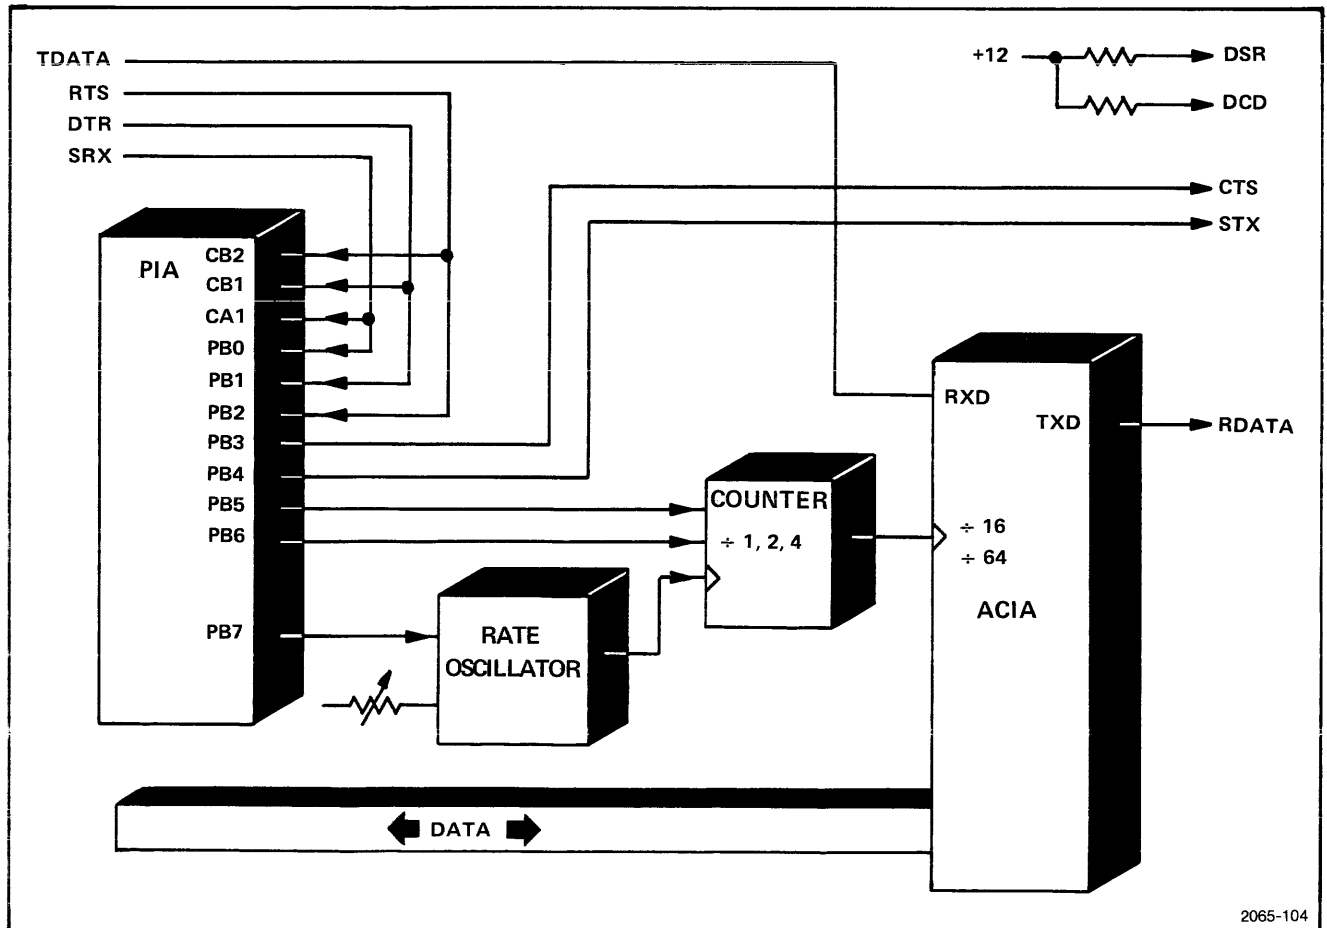 TDATA
RTS
DTR
SRX
+12
DSR
DCD
CTS
STX
PIA
CB2
CB1
CA1
PB0
PB1
PB2
PB3
PB4
PB5
PB6
PB7
RXD
TXD
RDATA
COUNTER
÷ 1, 2, 4
÷ 16
÷ 64
ACIA
RATE
OSCILLATOR
DATA
2065-104